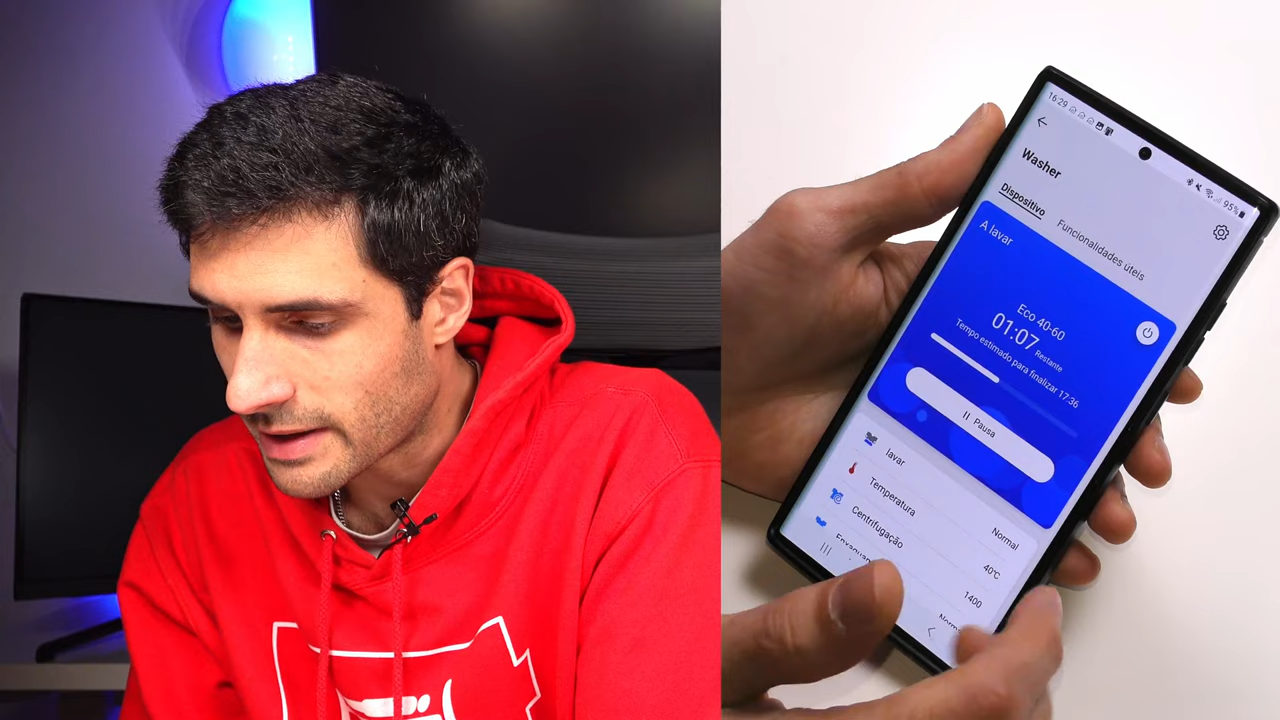 16:29
95%
Washer
Dispositivo Funcionalidades úteis
A lavar
Eco 40-60
01:07 Restante
Tempo estimado para finalizar 17:36
Pausa
lavar Normal
Temperatura 40°C
Centrifugação 1400